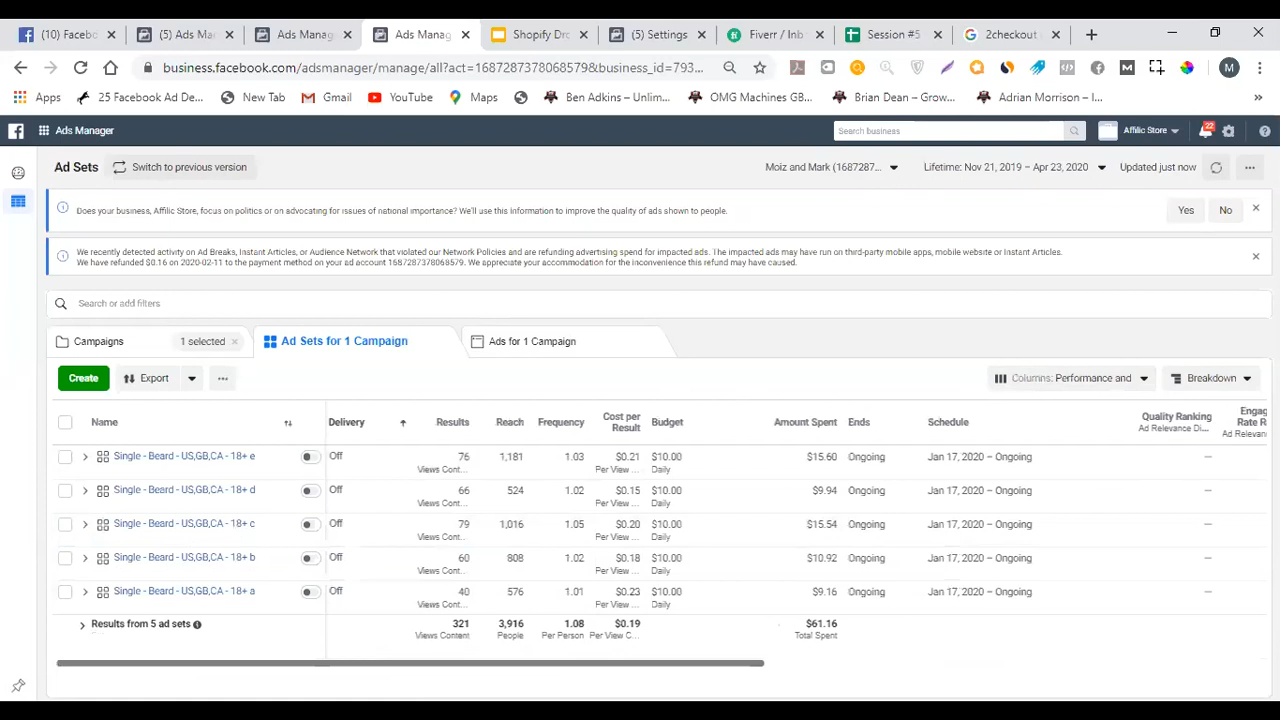 (10) Facebo
(5) Ads Ma
Ads Manag
Ads Manag
Shopify Dro
(5) Settings
Fiverr / Inb
Session #5
2checkout
business.facebook.com/adsmanager/manage/all?act=1687287378068579&business_id=793...
M
Apps
25 Facebook Ad De...
New Tab
Gmail
YouTube
Maps
Ben Adkins – Unlim...
OMG Machines GB...
Brian Dean – Grow...
Adrian Morrison – I...
Ads Manager
Search business
Affilic Store
22
Ad Sets
Switch to previous version
Moiz and Mark (1687287...
Lifetime: Nov 21, 2019 – Apr 23, 2020
Updated just now
Does your business, Affilic Store, focus on politics or on advocating for issues of national importance? We'll use this information to improve the quality of ads shown to people.
Yes
No
We recently detected activity on Ad Breaks, Instant Articles, or Audience Network that violated our Network Policies and are refunding advertising spend for impacted ads. The impacted ads may have run on third-party mobile apps, mobile website or Instant Articles.
We have refunded $0.16 on 2020-02-11 to the payment method on your ad account 1687287378068579. We appreciate your accommodation for the inconvenience this refund may have caused.
Search or add filters
Campaigns
1 selected
Ad Sets for 1 Campaign
Ads for 1 Campaign
Create
Export
Columns: Performance and
Breakdown
Name Delivery Results Reach Frequency Cost per Result Budget Amount Spent Ends Schedule Quality Ranking Ad Relevance Di... Engag Rate R Ad Relevan
Single - Beard - US,GB,CA - 18+ e Off 76 1,181 1.03 $0.21 $10.00 $15.60 Ongoing Jan 17, 2020 – Ongoing —
Views Cont... Per View ... Daily
Single - Beard - US,GB,CA - 18+ d Off 66 524 1.02 $0.15 $10.00 $9.94 Ongoing Jan 17, 2020 – Ongoing —
Views Cont... Per View ... Daily
Single - Beard - US,GB,CA - 18+ c Off 79 1,016 1.05 $0.20 $10.00 $15.54 Ongoing Jan 17, 2020 – Ongoing —
Views Cont... Per View ... Daily
Single - Beard - US,GB,CA - 18+ b Off 60 808 1.02 $0.18 $10.00 $10.92 Ongoing Jan 17, 2020 – Ongoing —
Views Cont... Per View ... Daily
Single - Beard - US,GB,CA - 18+ a Off 40 576 1.01 $0.23 $10.00 $9.16 Ongoing Jan 17, 2020 – Ongoing —
Views Cont... Per View ... Daily
Results from 5 ad sets 321 3,916 1.08 $0.19 $61.16
Views Content People Per Person Per View C... Total Spent